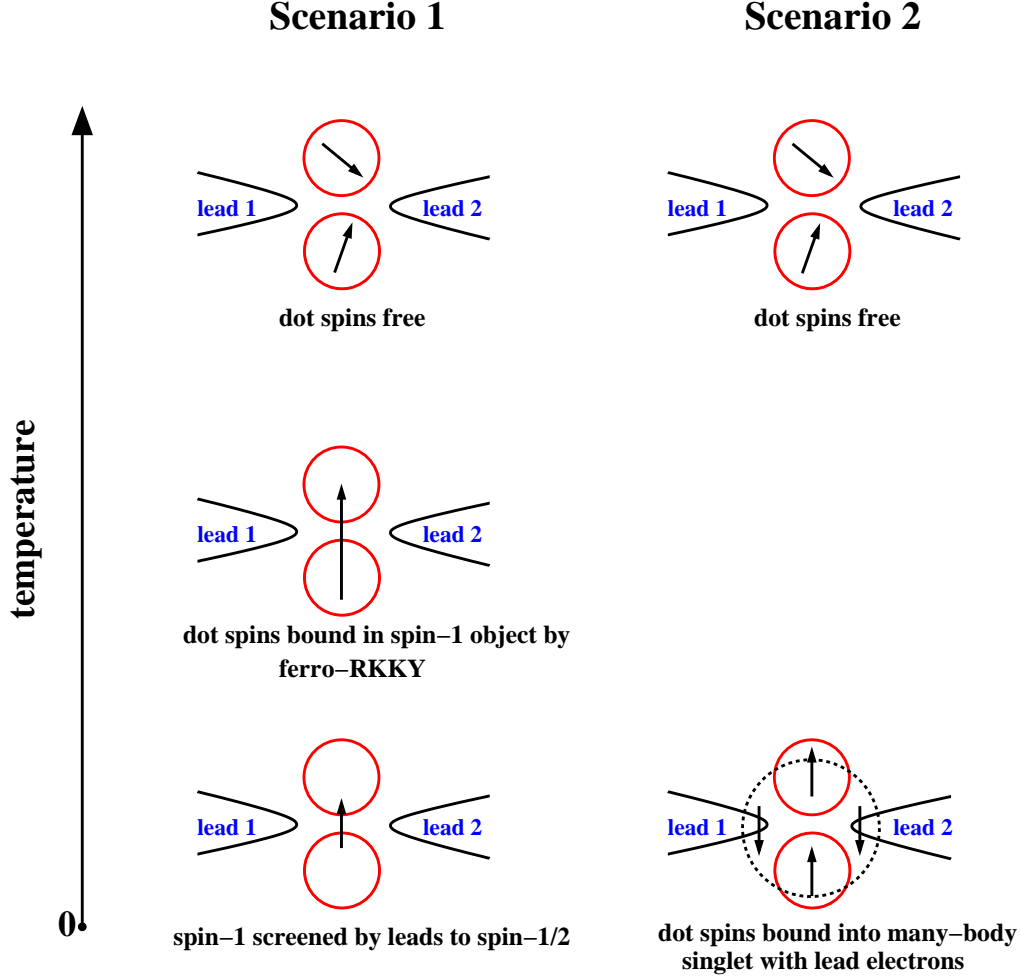 Scenario 1
Scenario 2
lead 1
lead 2
lead 1
lead 2
dot spins free
dot spins free
temperature
lead 1
lead 2
dot spins bound in spin−1 object by
ferro−RKKY
lead 1
lead 2
lead 1
lead 2
0
spin−1 screened by leads to spin−1/2
dot spins bound into many−body
singlet with lead electrons